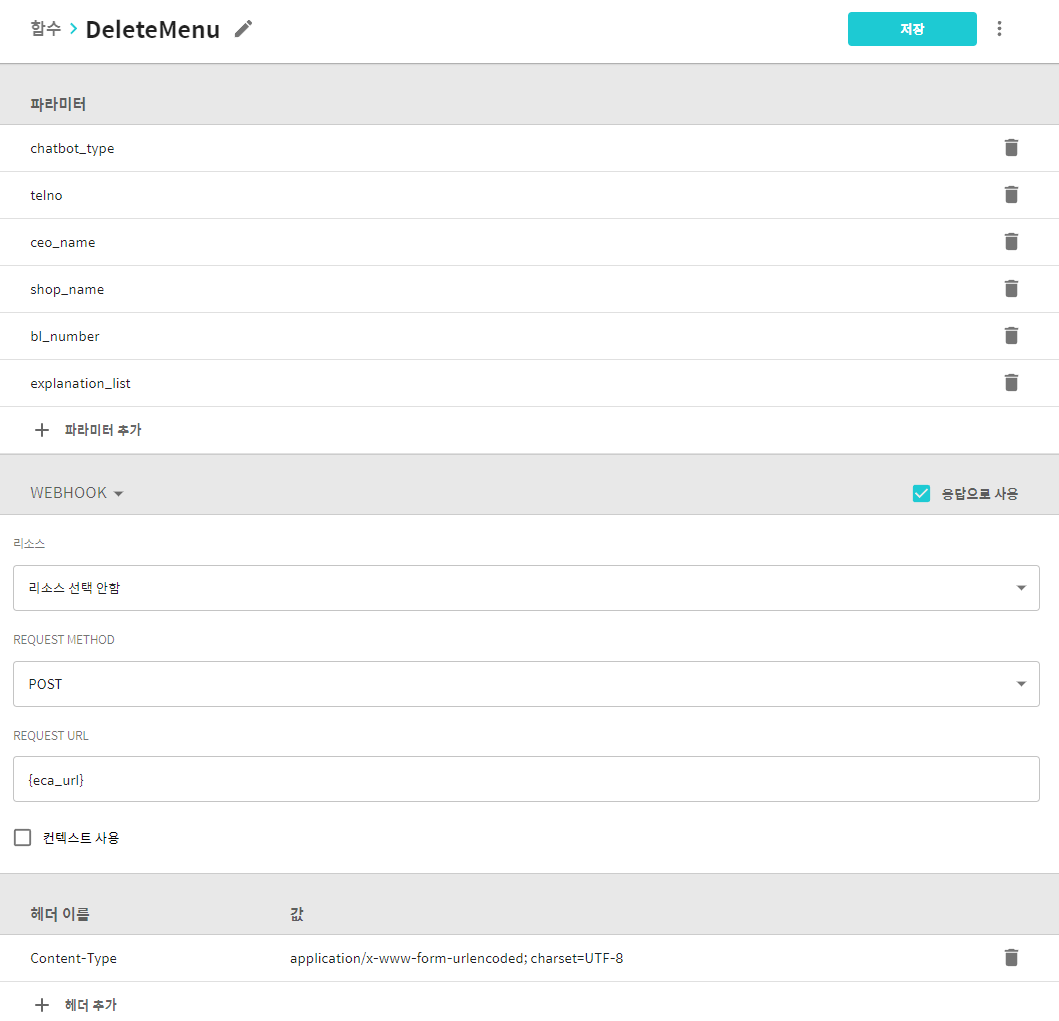 함수 > DeleteMenu
저장
파라미터
chatbot_type
telno
ceo_name
shop_name
bl_number
explanation_list
+ 파라미터 추가
WEBHOOK
응답으로 사용
리소스
리소스 선택 안함
REQUEST METHOD
POST
REQUEST URL
{eca_url}
컨텍스트 사용
헤더 이름 값
Content-Type application/x-www-form-urlencoded; charset=UTF-8
+ 헤더 추가